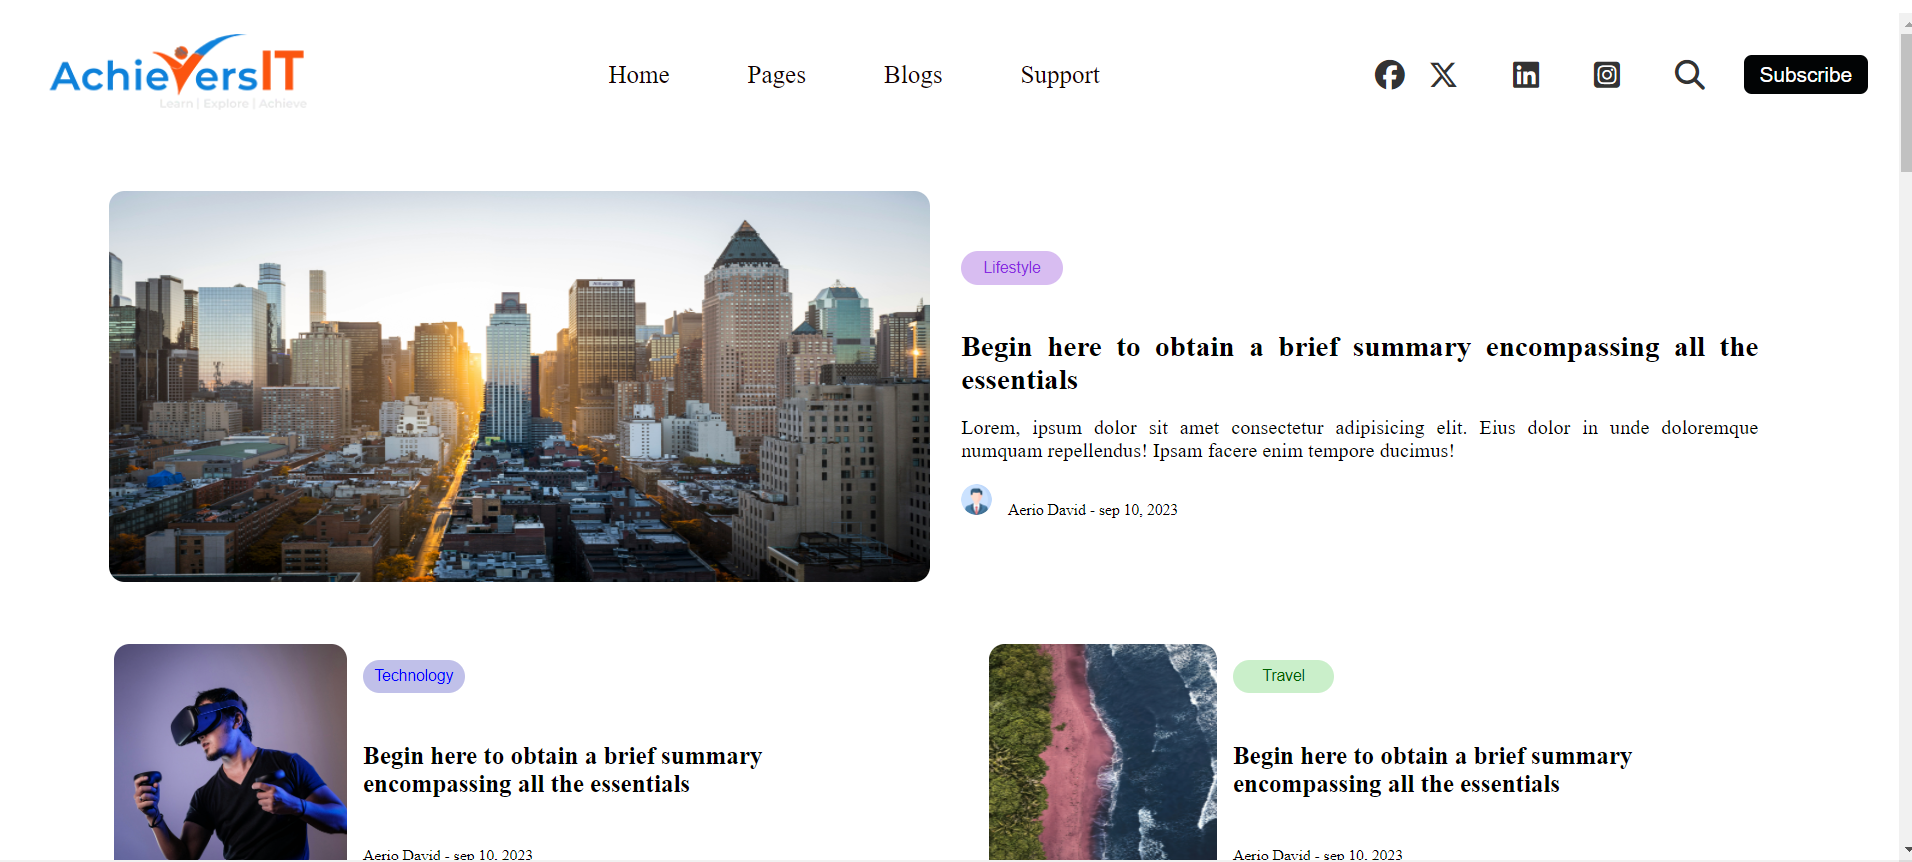 AchieversIT
Learn | Explore | Achieve
Home
Pages
Blogs
Support
Subscribe
Lifestyle
Begin here to obtain a brief summary encompassing all the
essentials
Lorem, ipsum dolor sit amet consectetur adipisicing elit. Eius dolor in unde doloremque
numquam repellendus! Ipsam facere enim tempore ducimus!
Aerio David - sep 10, 2023
Technology
Begin here to obtain a brief summary
encompassing all the essentials
Aerio David - sep 10, 2023
Travel
Begin here to obtain a brief summary
encompassing all the essentials
Aerio David - sep 10, 2023